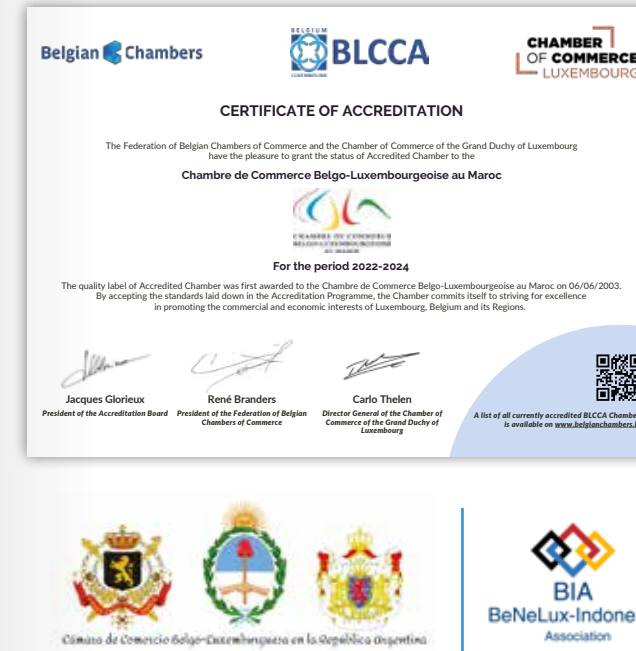 Belgian Chambers
BELGIUM
BLCCA
LUXEMBOURG
CHAMBER
OF COMMERCE
LUXEMBOURG
CERTIFICATE OF ACCREDITATION
The Federation of Belgian Chambers of Commerce and the Chamber of Commerce of the Grand Duchy of Luxembourg
have the pleasure to grant the status of Accredited Chamber to the
Chambre de Commerce Belgo-Luxembourgeoise au Maroc
CHAMBRE DE COMMERCE
BELGO-LUXEMBOURGEOISE
AU MAROC
For the period 2022-2024
The quality label of Accredited Chamber was first awarded to the Chambre de Commerce Belgo-Luxembourgeoise au Maroc on 06/06/2003.
By accepting the standards laid down in the Accreditation Programme, the Chamber commits itself to striving for excellence
in promoting the commercial and economic interests of Luxembourg, Belgium and its Regions.
Jacques Glorieux
President of the Accreditation Board
René Branders
President of the Federation of Belgian
Chambers of Commerce
Carlo Thelen
Director General of the Chamber of
Commerce of the Grand Duchy of
Luxembourg
A list of all currently accredited BLCCA Chambe
is available on www.belgianchambers.b
Cámara de Comercio Belgo-Luxemburguesa en la República Argentina
BIA
BeNeLux-Indone
Association